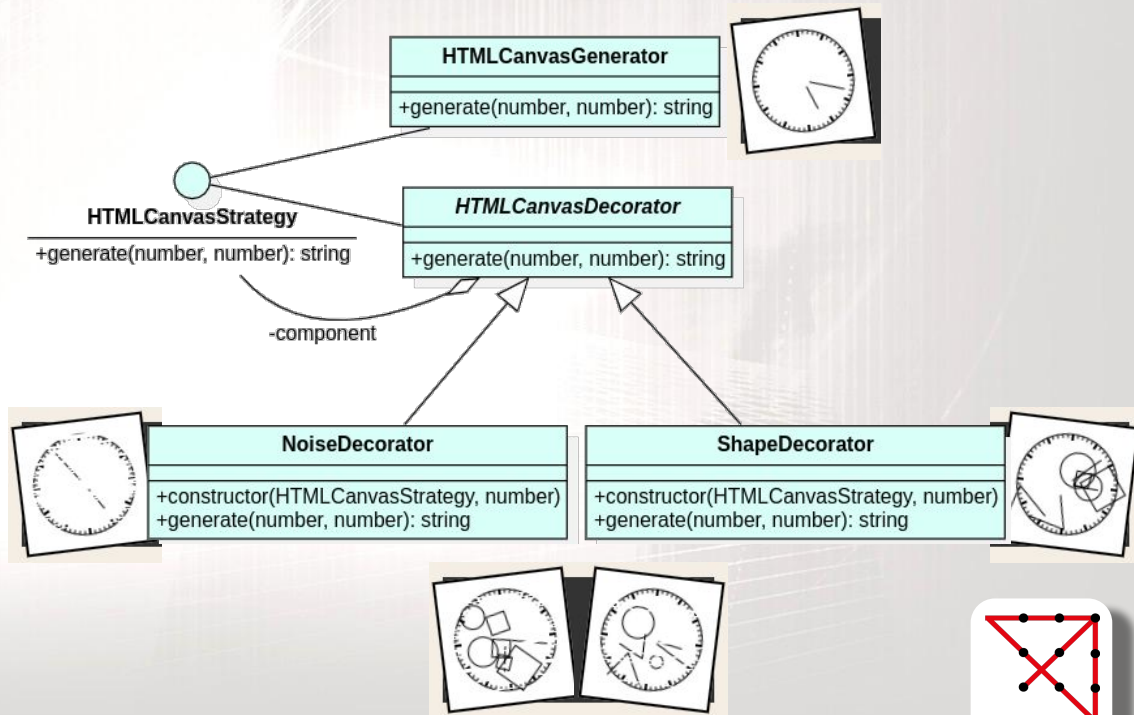 HTMLCanvasGenerator
+generate(number, number): string
HTMLCanvasStrategy
+generate(number, number): string
HTMLCanvasDecorator
+generate(number, number): string
-component
NoiseDecorator
+constructor(HTMLCanvasStrategy, number)
+generate(number, number): string
ShapeDecorator
+constructor(HTMLCanvasStrategy, number)
+generate(number, number): string